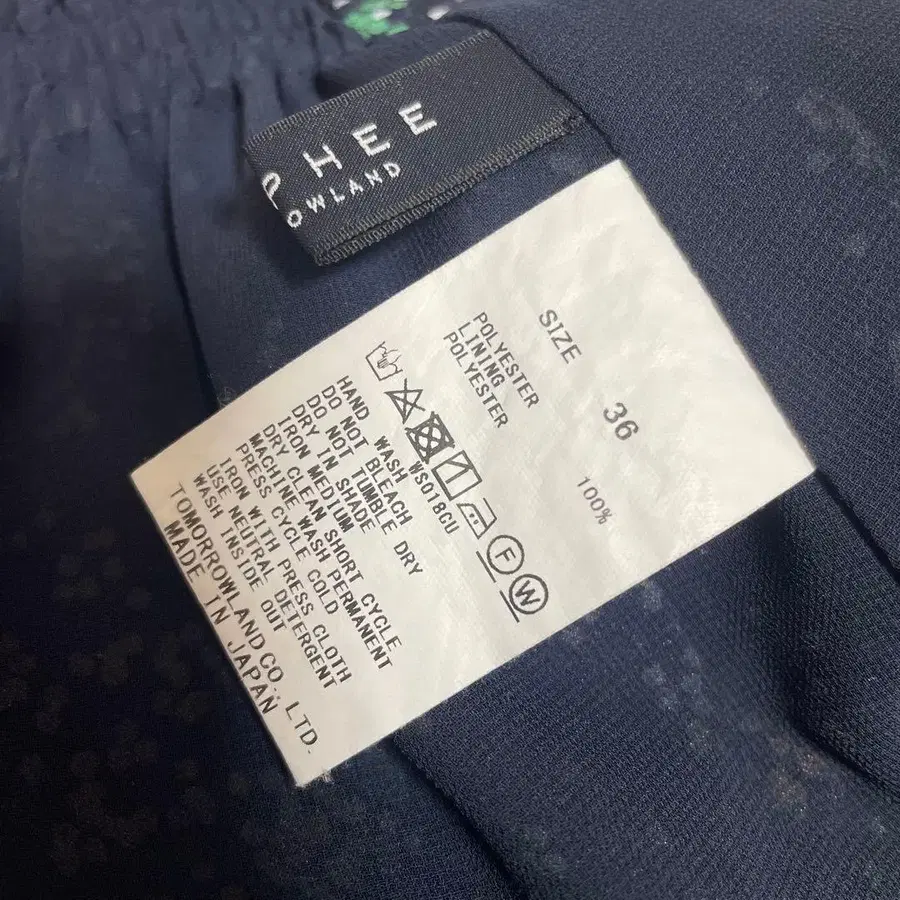 PHEE
OWLAND
SIZE 36
POLYESTER 100%
LINING
POLYESTER
WS018CU
F
W
HAND WASH
DO NOT BLEACH
DO NOT TUMBLE DRY
DRY IN SHADE
IRON MEDIUM
DRY CLEAN SHORT CYCLE
MACHINE WASH PERMANENT
PRESS CYCLE COLD
IRON WITH PRESS CLOTH
USE NEUTRAL DETERGENT
WASH INSIDE OUT
TOMORROWLAND CO., LTD.
MADE IN JAPAN